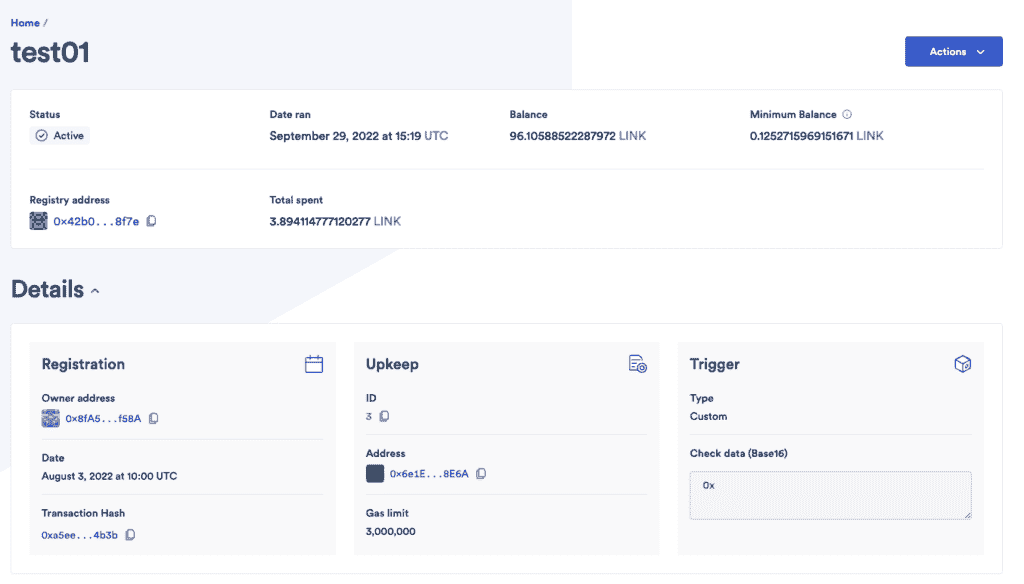 Home /
test01
Actions
Status
Date ran
Balance
Minimum Balance
Active
September 29, 2022 at 15:19 UTC
96.10588522287972 LINK
0.1252715969151671 LINK
Registry address
Total spent
0x42b0...8f7e
3.894114777120277 LINK
Details
Registration
Owner address
0x8fA5...f58A
Date
August 3, 2022 at 10:00 UTC
Transaction Hash
0xa5ee...4b3b
Upkeep
ID
3
Address
0x6e1E...8E6A
Gas limit
3,000,000
Trigger
Type
Custom
Check data (Base16)
0x